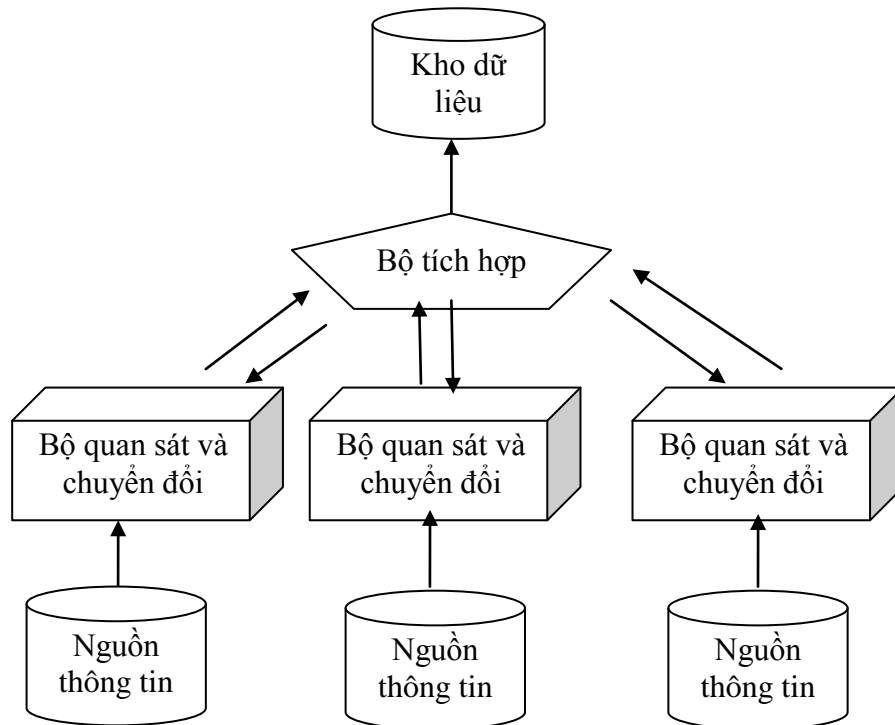 Kho dữ
liệu
Bộ tích hợp
Bộ quan sát và
chuyển đổi
Bộ quan sát và
chuyển đổi
Bộ quan sát và
chuyển đổi
Nguồn
thông tin
Nguồn
thông tin
Nguồn
thông tin